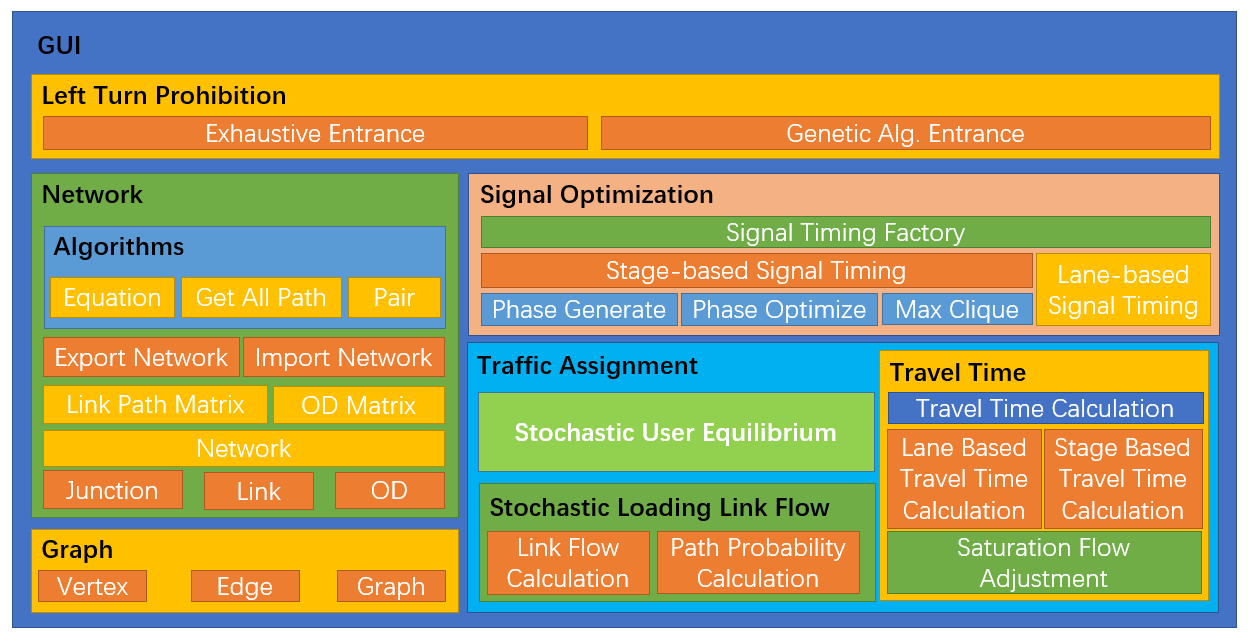 GUI
Left Turn Prohibition
Exhaustive Entrance
Genetic Alg. Entrance
Network
Algorithms
Equation
Get All Path
Pair
Export Network
Import Network
Link Path Matrix
OD Matrix
Network
Junction
Link
OD
Graph
Vertex
Edge
Graph
Signal Optimization
Signal Timing Factory
Stage-based Signal Timing
Lane-based
Signal Timing
Phase Generate
Phase Optimize
Max Clique
Traffic Assignment
Stochastic User Equilibrium
Stochastic Loading Link Flow
Link Flow
Calculation
Path Probability
Calculation
Travel Time
Travel Time Calculation
Lane Based
Travel Time
Calculation
Stage Based
Travel Time
Calculation
Saturation Flow
Adjustment